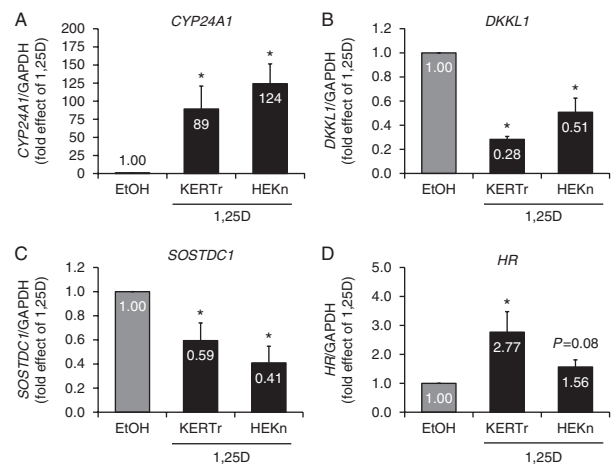 A
CYP24A1
CYP24A1/GAPDH
(fold effect of 1,25D)
200
175
150
125
100
75
50
25
0
1.00
*
89
*
124
EtOH
KERTr
HEKn
1,25D
B
DKKL1
DKKL1/GAPDH
(fold effect of 1,25D)
1.2
1.0
0.8
0.6
0.4
0.2
0.0
1.00
*
0.28
*
0.51
EtOH
KERTr
HEKn
1,25D
C
SOSTDC1
SOSTDC1/GAPDH
(fold effect of 1,25D)
1.2
1.0
0.8
0.6
0.4
0.2
0.0
1.00
*
0.59
*
0.41
EtOH
KERTr
HEKn
1,25D
D
HR
HR/GAPDH
(fold effect of 1,25D)
5.0
4.0
3.0
2.0
1.0
0.0
1.00
*
2.77
P=0.08
1.56
EtOH
KERTr
HEKn
1,25D